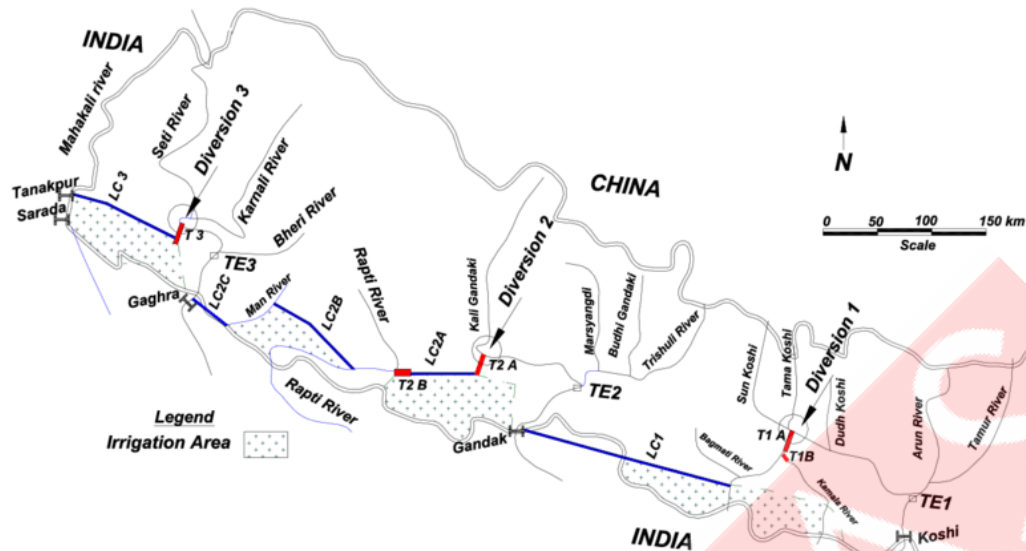 INDIA
Mahakali river
Seti River
Diversion 3
Karnali River
Bheri River
Tanakpur
Sarada
LC 3
T 3
TE3
Gaghra
LC2C
Man River
LC2B
Rapti River
Rapti River
LC2A
T2 B
Kali Gandaki
Diversion 2
T2 A
CHINA
N
0 50 100 150 km
Scale
Marsyangdi
Budhi Gandaki
Trishuli River
TE2
Gandak
LC1
Bagmati River
Sun Koshi
Tama Koshi
Diversion 1
T1 A
T1B
Dudh Koshi
Kamala River
Arun River
Tamur River
TE1
Koshi
INDIA
Legend
Irrigation Area